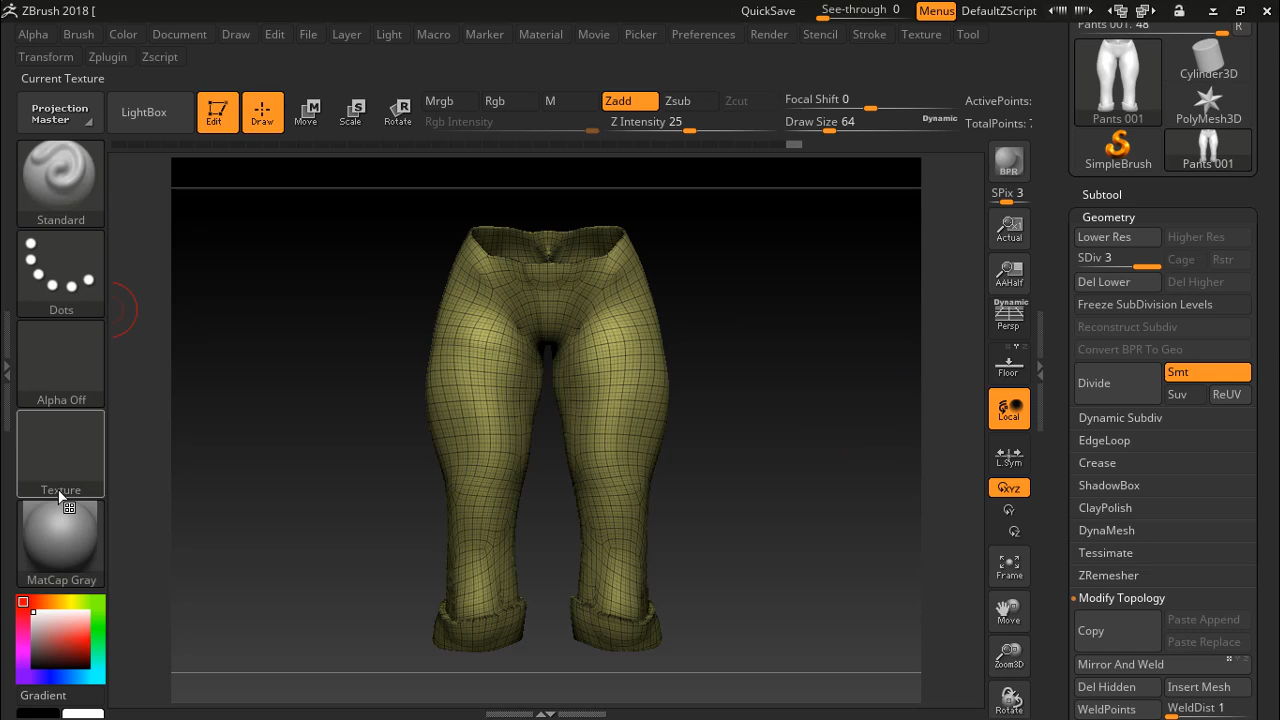 ZBrush 2018 [
QuickSave See-through 0 Menus DefaultZScript
Alpha Brush Color Document Draw Edit File Layer Light Macro Marker Material Movie Picker Preferences Render Stencil Stroke Texture Tool
Transform Zplugin Zscript
Current Texture
Projection Master
LightBox
Edit Draw Move Scale Rotate
M S R
Mrgb Rgb M Zadd Zsub Zcut
Rgb Intensity Z Intensity 25
Focal Shift 0
Draw Size 64 Dynamic
ActivePoints:
TotalPoints: 7
Standard
Dots
Alpha Off
Texture
MatCap Gray
Gradient
BPR
SPix 3
Actual
AAHalf
Dynamic
Persp
Floor
Local
L.Sym
XYZ
Frame
Move
Zoom3D
Rotate
Pants 001. 48 R
Pants 001
Cylinder3D
PolyMesh3D
SimpleBrush
Pants 001
Subtool
Geometry
Lower Res Higher Res
SDiv 3 Cage Rstr
Del Lower Del Higher
Freeze SubDivision Levels
Reconstruct Subdiv
Convert BPR To Geo
Divide Smt
Suv ReUV
Dynamic Subdiv
EdgeLoop
Crease
ShadowBox
ClayPolish
DynaMesh
Tessimate
ZRemesher
Modify Topology
Copy Paste Append
Paste Replace
Mirror And Weld
Del Hidden Insert Mesh
WeldPoints WeldDist 1